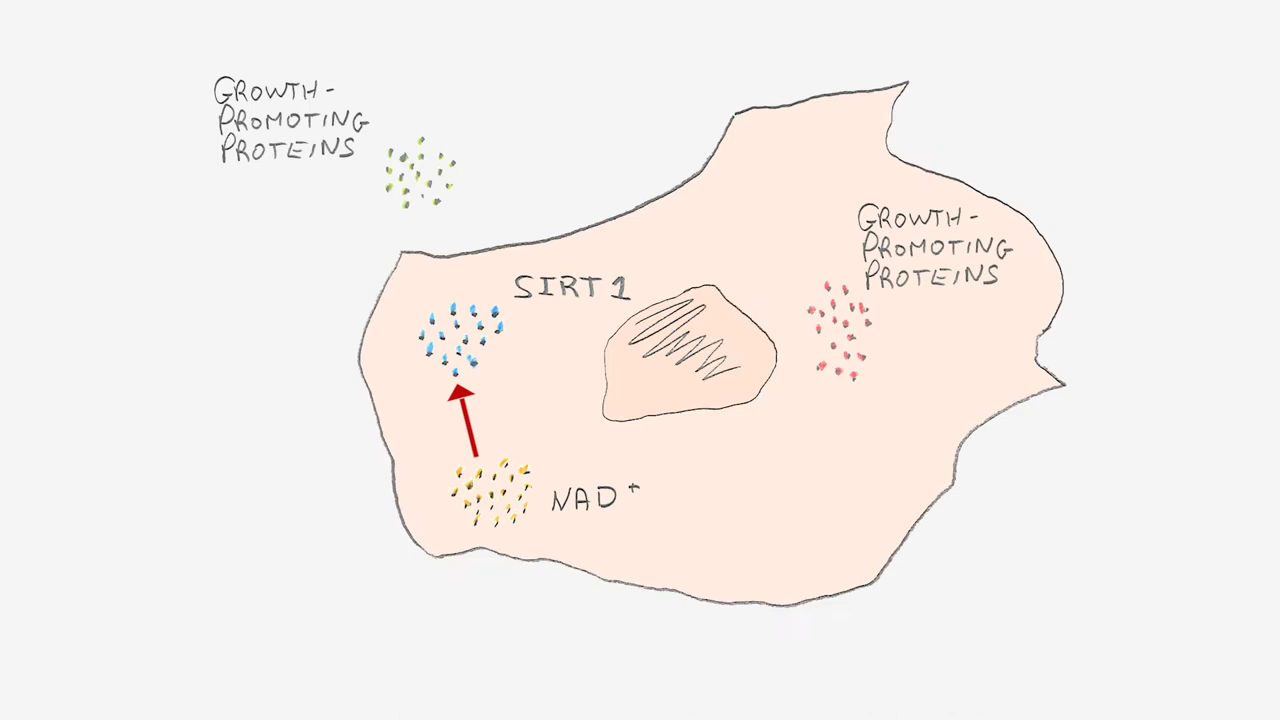 GROWTH-
PROMOTING
PROTEINS
GROWTH-
PROMOTING
PROTEINS
SIRT1
NAD⁺